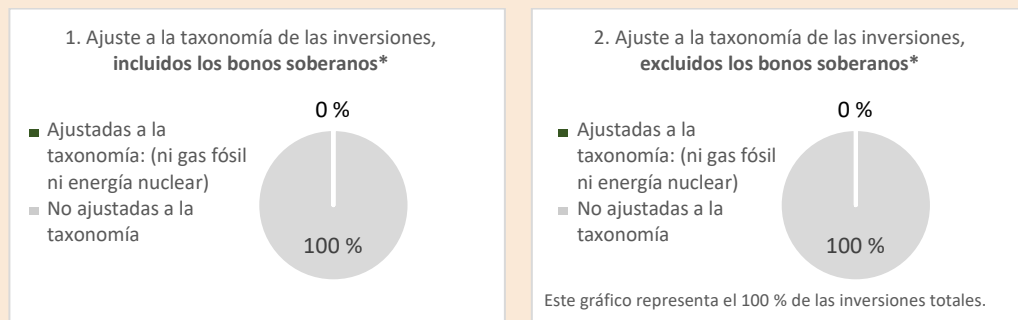 1. Ajuste a la taxonomía de las inversiones,
incluidos los bonos soberanos*
0 %
Ajustadas a la
taxonomía: (ni gas fósil
ni energía nuclear)
No ajustadas a la
taxonomía
100 %
2. Ajuste a la taxonomía de las inversiones,
excluidos los bonos soberanos*
0 %
Ajustadas a la
taxonomía: (ni gas fósil
ni energía nuclear)
No ajustadas a la
taxonomía
100 %
Este gráfico representa el 100 % de las inversiones totales.